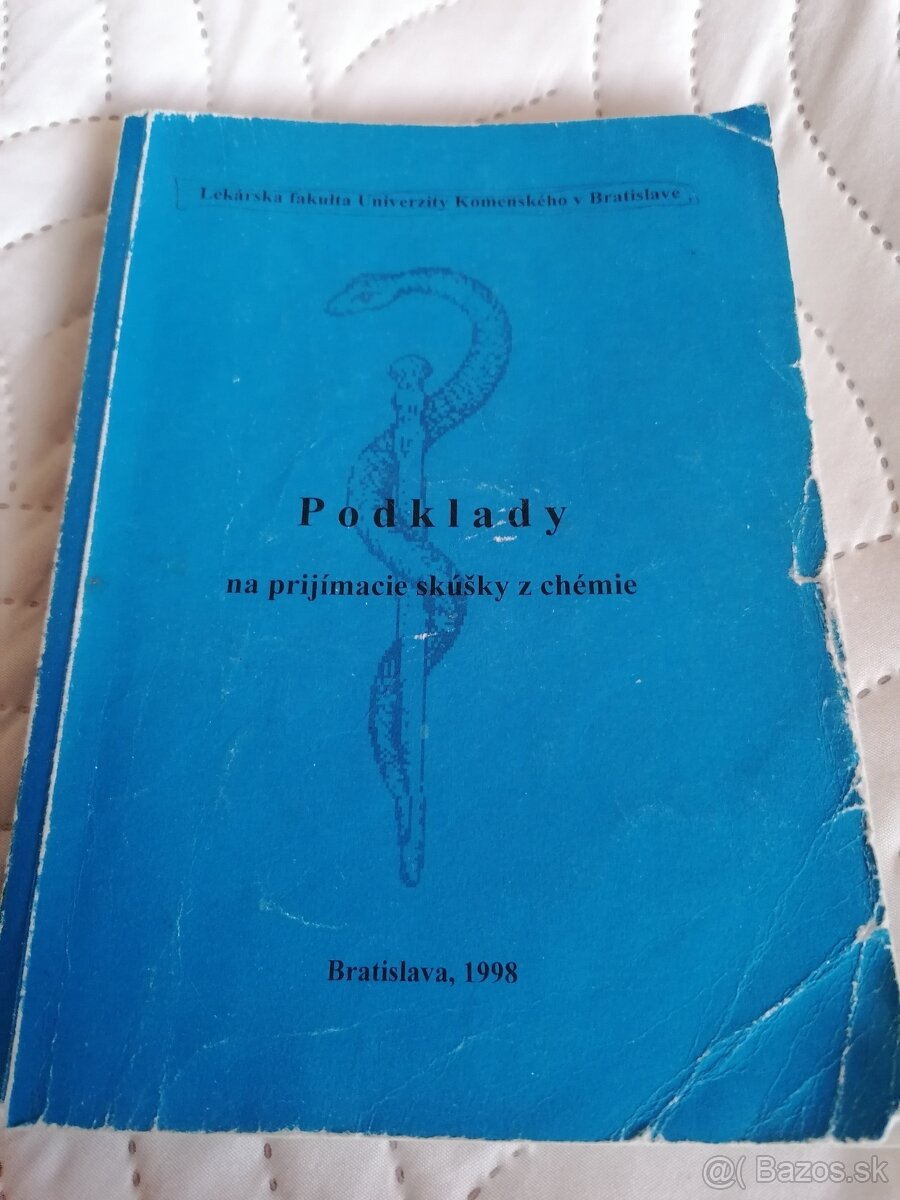 Lekárska fakulta Univerzity Komenského v Bratislave
Podklady
na prijímacie skúšky z chémie
Bratislava, 1998
@( Bazos.sk